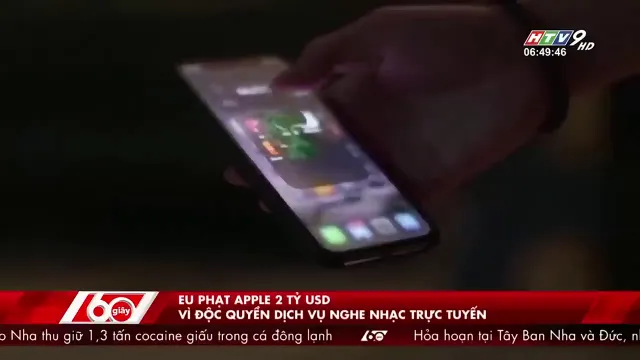 HTV9 HD
06:49:46
60 giây
EU PHẠT APPLE 2 TỶ USD
VÌ ĐỘC QUYỀN DỊCH VỤ NGHE NHẠC TRỰC TUYẾN
Nha thu giữ 1,3 tấn cocaine giấu trong cá đông lạnh 60 Hỏa hoạn tại Tây Ban Nha và Đức,